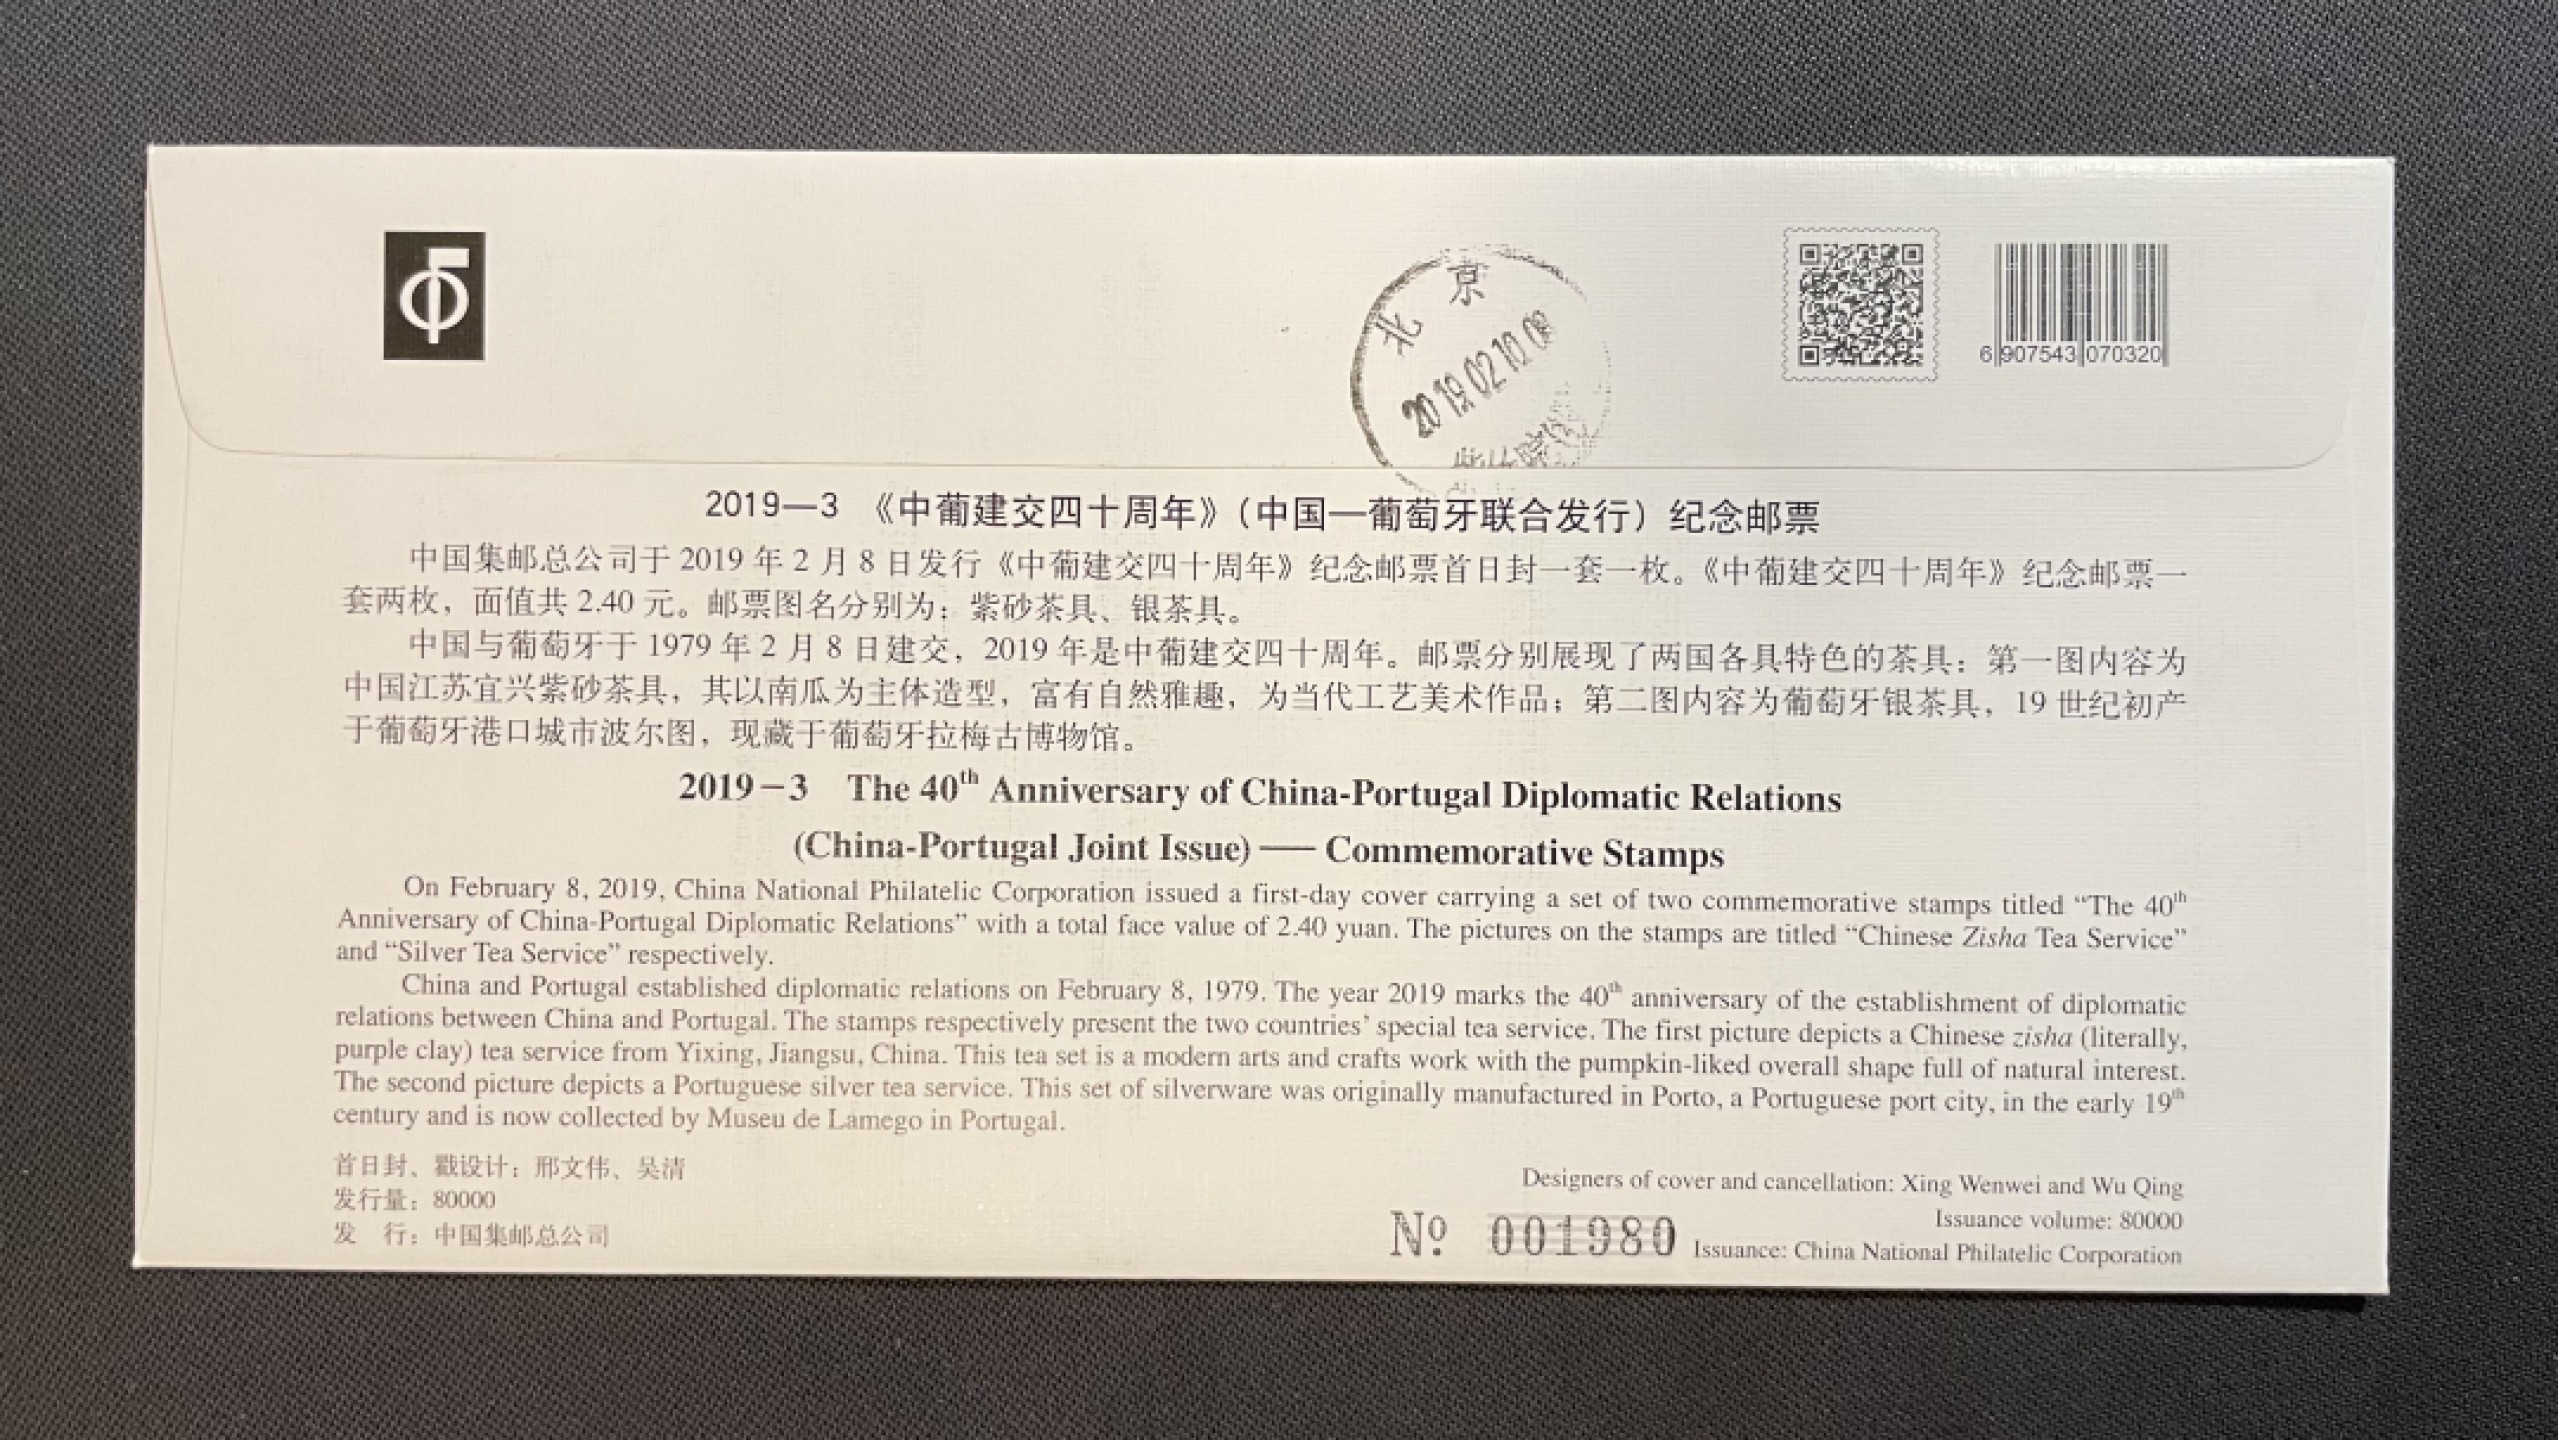 北京
2019.02.10.08
6 907543 070320
2019—3 《中葡建交四十周年》（中国—葡萄牙联合发行）纪念邮票
中国集邮总公司于 2019 年 2 月 8 日发行《中葡建交四十周年》纪念邮票首日封一套一枚。《中葡建交四十周年》纪念邮票一
套两枚，面值共 2.40 元。邮票图名分别为：紫砂茶具、银茶具。
中国与葡萄牙于 1979 年 2 月 8 日建交，2019 年是中葡建交四十周年。邮票分别展现了两国各具特色的茶具：第一图内容为
中国江苏宜兴紫砂茶具，其以南瓜为主体造型，富有自然雅趣，为当代工艺美术作品；第二图内容为葡萄牙银茶具，19 世纪初产
于葡萄牙港口城市波尔图，现藏于葡萄牙拉梅古博物馆。
2019－3 The 40th Anniversary of China-Portugal Diplomatic Relations
(China-Portugal Joint Issue) —— Commemorative Stamps
On February 8, 2019, China National Philatelic Corporation issued a first-day cover carrying a set of two commemorative stamps titled “The 40th
Anniversary of China-Portugal Diplomatic Relations” with a total face value of 2.40 yuan. The pictures on the stamps are titled “Chinese Zisha Tea Service”
and “Silver Tea Service” respectively.
China and Portugal established diplomatic relations on February 8, 1979. The year 2019 marks the 40th anniversary of the establishment of diplomatic
relations between China and Portugal. The stamps respectively present the two countries’ special tea service. The first picture depicts a Chinese zisha (literally,
purple clay) tea service from Yixing, Jiangsu, China. This tea set is a modern arts and crafts work with the pumpkin-liked overall shape full of natural interest.
The second picture depicts a Portuguese silver tea service. This set of silverware was originally manufactured in Porto, a Portuguese port city, in the early 19th
century and is now collected by Museu de Lamego in Portugal.
首日封、戳设计：邢文伟、吴清
发行量：80000
发 行：中国集邮总公司
Designers of cover and cancellation: Xing Wenwei and Wu Qing
Issuance volume: 80000
Nº 001980 Issuance: China National Philatelic Corporation